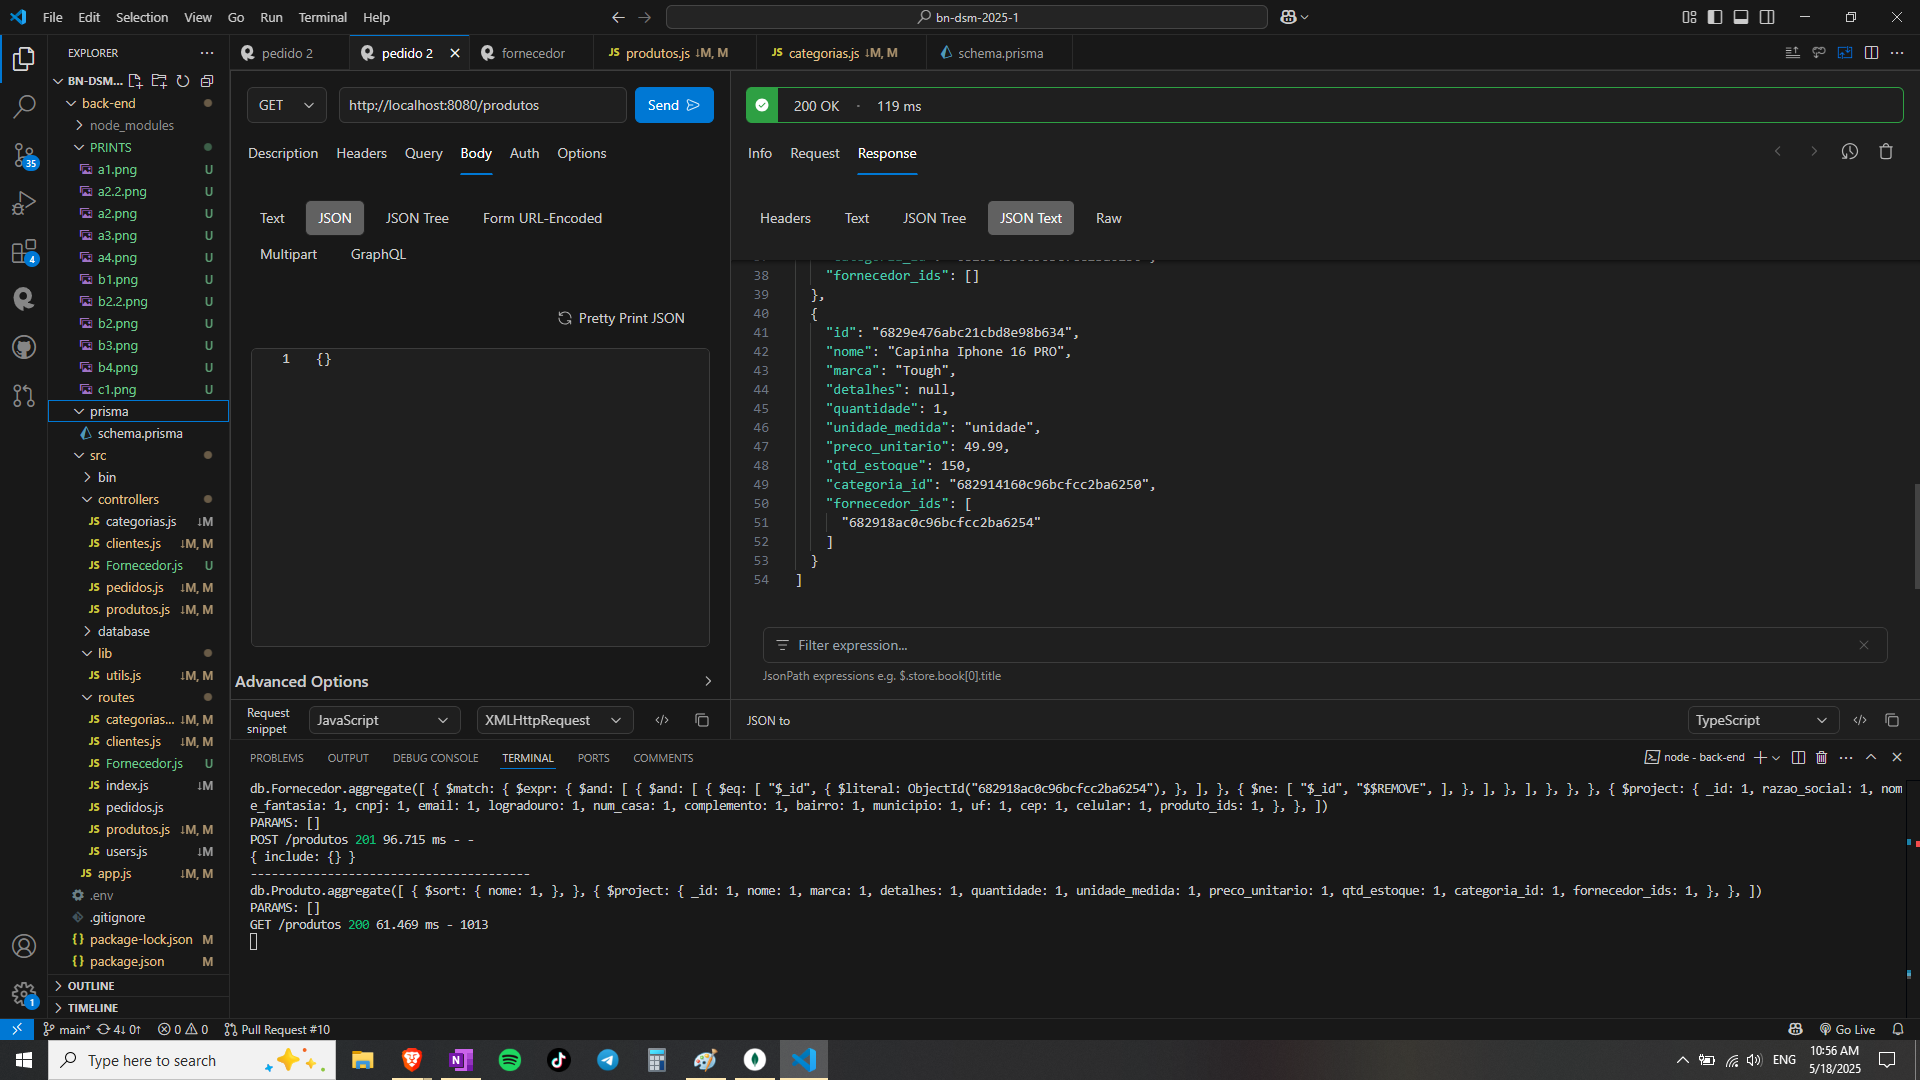 File Edit Selection View Go Run Terminal Help
bn-dsm-2025-1
EXPLORER
BN-DSM...
back-end
node_modules
PRINTS
a1.png U
a2.2.png U
a2.png U
a3.png U
a4.png U
b1.png U
b2.2.png U
b2.png U
b3.png U
b4.png U
c1.png U
prisma
schema.prisma
src
bin
controllers
categorias.js ↓M
clientes.js ↓M, M
Fornecedor.js U
pedidos.js ↓M, M
produtos.js ↓M, M
database
lib
utils.js ↓M, M
routes
categorias... ↓M, M
clientes.js ↓M, M
Fornecedor.js U
index.js ↓M
pedidos.js
produtos.js ↓M, M
users.js ↓M
app.js ↓M, M
.env
.gitignore
package-lock.json M
package.json M
OUTLINE
TIMELINE
35
4
1
pedido 2 pedido 2 fornecedor JS produtos.js ↓M, M JS categorias.js ↓M, M schema.prisma
GET http://localhost:8080/produtos Send
Description Headers Query Body Auth Options
Text JSON JSON Tree Form URL-Encoded
Multipart GraphQL
Pretty Print JSON
1 {}
Advanced Options
Request snippet JavaScript XMLHttpRequest
200 OK · 119 ms
Info Request Response
Headers Text JSON Tree JSON Text Raw
38 "fornecedor_ids": []
39 },
40 {
41 "id": "6829e476abc21cbd8e98b634",
42 "nome": "Capinha Iphone 16 PRO",
43 "marca": "Tough",
44 "detalhes": null,
45 "quantidade": 1,
46 "unidade_medida": "unidade",
47 "preco_unitario": 49.99,
48 "qtd_estoque": 150,
49 "categoria_id": "682914160c96bcfcc2ba6250",
50 "fornecedor_ids": [
51 "682918ac0c96bcfcc2ba6254"
52 ]
53 }
54 ]
Filter expression...
JsonPath expressions e.g. $.store.book[0].title
JSON to TypeScript
PROBLEMS OUTPUT DEBUG CONSOLE TERMINAL PORTS COMMENTS
node - back-end
db.Fornecedor.aggregate([ { $match: { $expr: { $and: [ { $and: [ { $eq: [ "$_id", { $literal: ObjectId("682918ac0c96bcfcc2ba6254"), }, ], }, { $ne: [ "$_id", "$$REMOVE", ], }, ], }, ], }, }, }, { $project: { _id: 1, razao_social: 1, nom
e_fantasia: 1, cnpj: 1, email: 1, logradouro: 1, num_casa: 1, complemento: 1, bairro: 1, municipio: 1, uf: 1, cep: 1, celular: 1, produto_ids: 1, }, }, ])
PARAMS: []
POST /produtos 201 96.715 ms - -
{ include: {} }
-------------------------------------
db.Produto.aggregate([ { $sort: { nome: 1, }, }, { $project: { _id: 1, nome: 1, marca: 1, detalhes: 1, quantidade: 1, unidade_medida: 1, preco_unitario: 1, qtd_estoque: 1, categoria_id: 1, fornecedor_ids: 1, }, }, ])
PARAMS: []
GET /produtos 200 61.469 ms - 1013
main* 4↓ 0↑ 0 0 Pull Request #10
Go Live
Type here to search
ENG
10:56 AM
5/18/2025